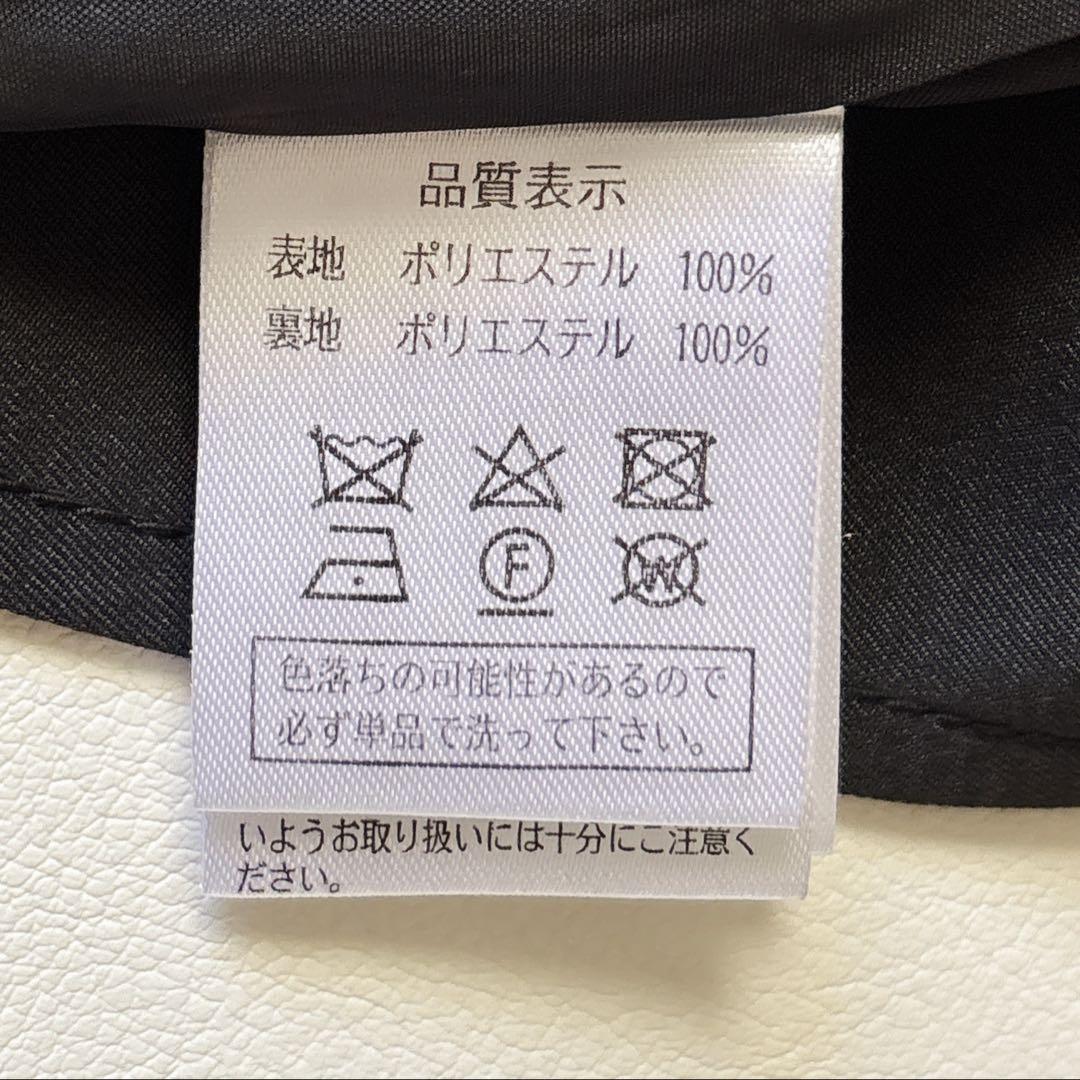 品質表示
表地 ポリエステル 100%
裏地 ポリエステル 100%
F W
色落ちの可能性があるので
必ず単品で洗って下さい。
いようお取り扱いには十分にご注意く
ださい。